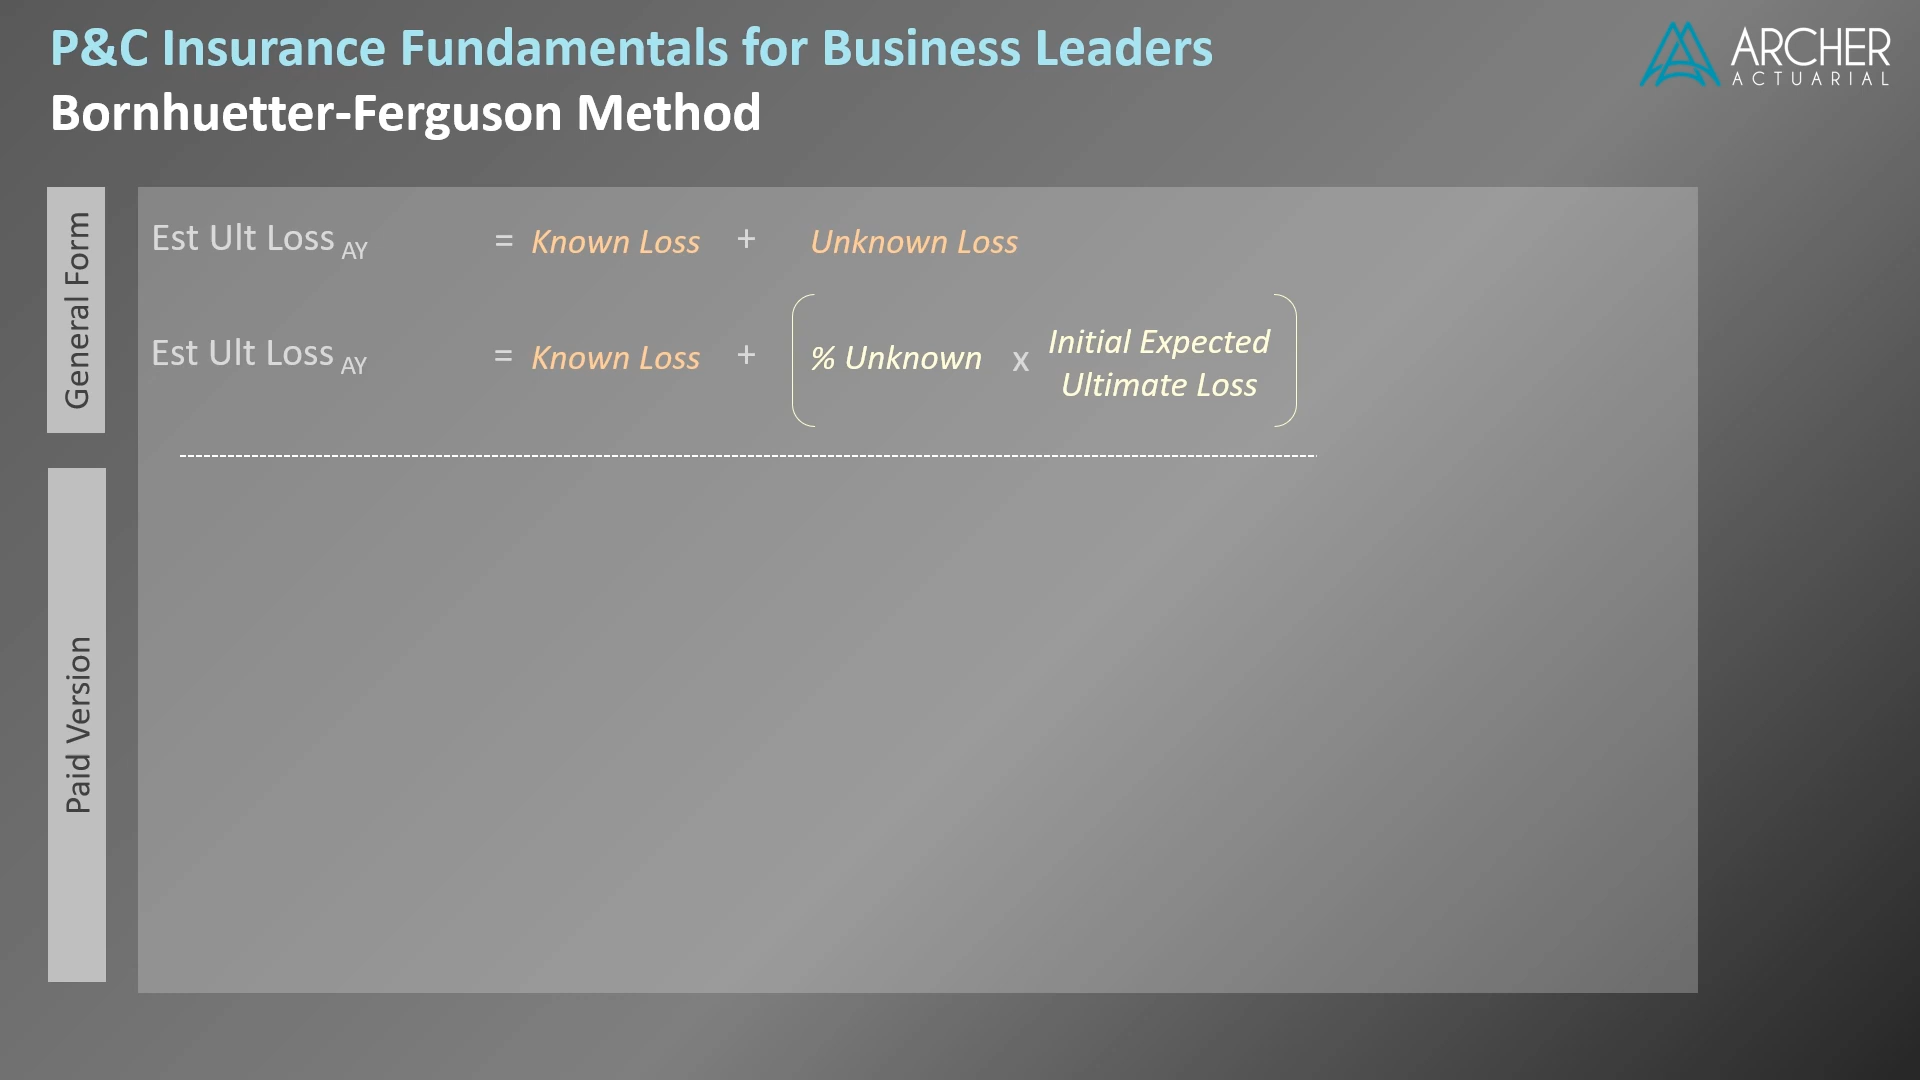 P&C Insurance Fundamentals for Business Leaders
Bornhuetter-Ferguson Method
ARCHER
ACTUARIAL
General Form
Est Ult Loss AY = Known Loss + Unknown Loss
Est Ult Loss AY = Known Loss + % Unknown x Initial Expected
Ultimate Loss
Paid Version